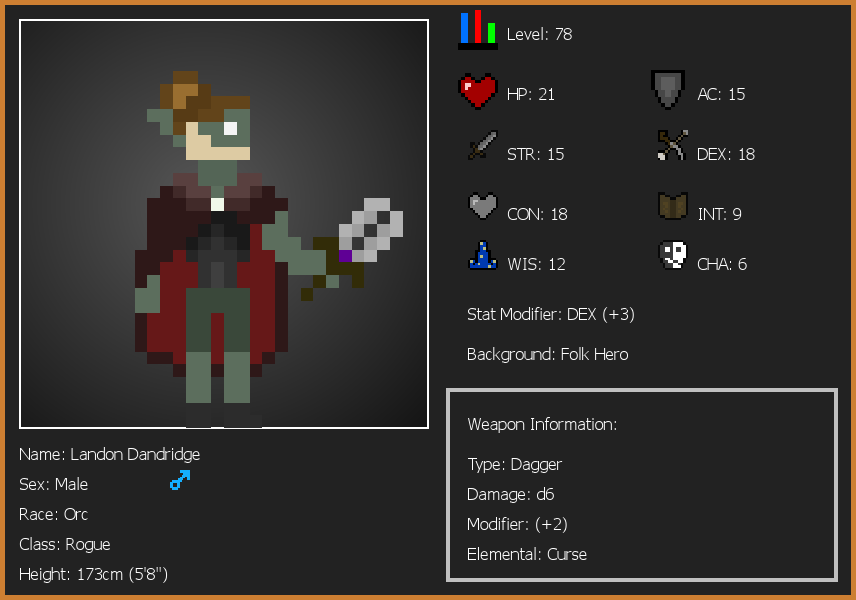 Level: 78
HP: 21
AC: 15
STR: 15
DEX: 18
CON: 18
INT: 9
WIS: 12
CHA: 6
Stat Modifier: DEX (+3)
Background: Folk Hero
Weapon Information:
Type: Dagger
Damage: d6
Modifier: (+2)
Elemental: Curse
Name: Landon Dandridge
Sex: Male
Race: Orc
Class: Rogue
Height: 173cm (5'8")